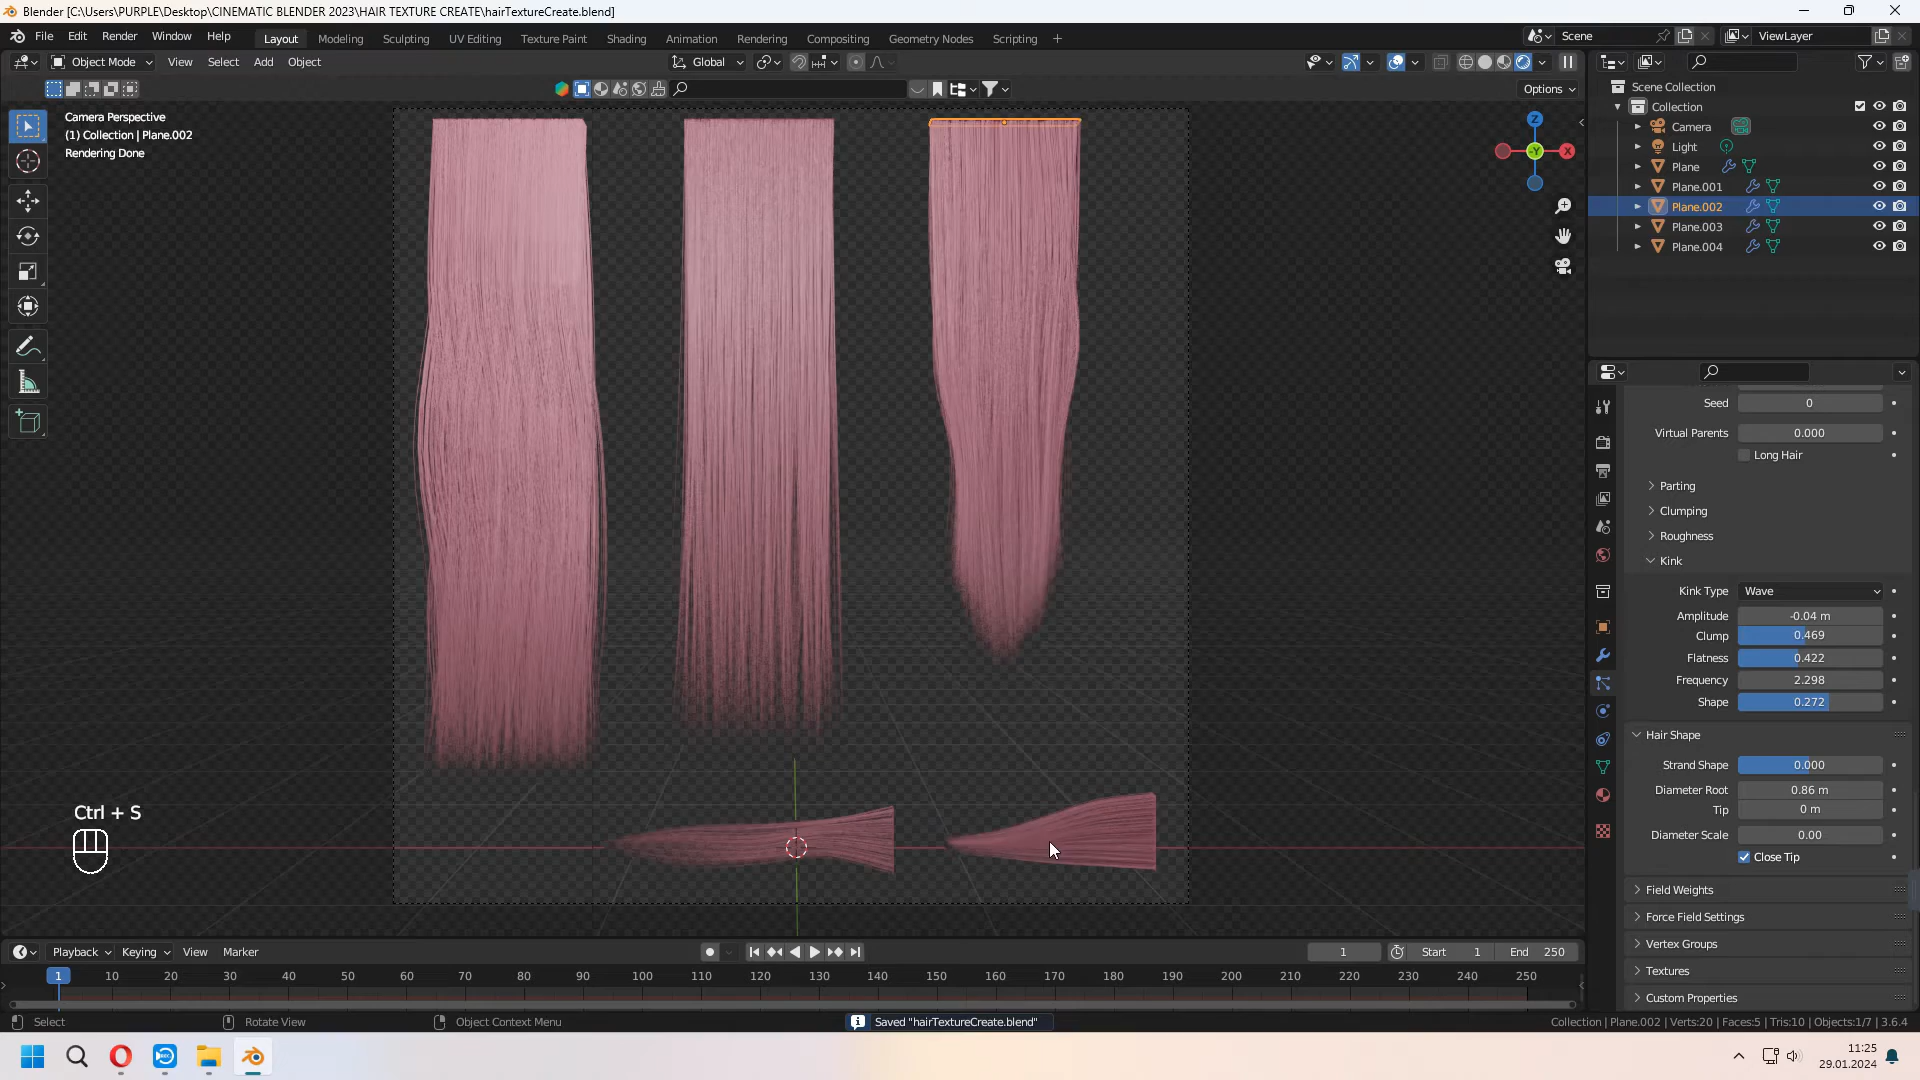 Blender [C:\Users\PURPLE\Desktop\CINEMATIC BLENDER 2023\HAIR TEXTURE CREATE\hairTextureCreate.blend]
File Edit Render Window Help Layout Modeling Sculpting UV Editing Texture Paint Shading Animation Rendering Compositing Geometry Nodes Scripting + Scene ViewLayer
Object Mode View Select Add Object Global
Options
Camera Perspective
(1) Collection | Plane.002
Rendering Done
Z
-Y
X
Scene Collection
Collection
Camera
Light
Plane
Plane.001
Plane.002
Plane.003
Plane.004
Seed 0
Virtual Parents 0.000
Long Hair
Parting
Clumping
Roughness
Kink
Kink Type Wave
Amplitude -0.04 m
Clump 0.469
Flatness 0.422
Frequency 2.298
Shape 0.272
Hair Shape
Strand Shape 0.000
Diameter Root 0.86 m
Tip 0 m
Diameter Scale 0.00
Close Tip
Field Weights
Force Field Settings
Vertex Groups
Textures
Custom Properties
Ctrl + S
Playback Keying View Marker 1 Start 1 End 250
1 10 20 30 40 50 60 70 80 90 100 110 120 130 140 150 160 170 180 190 200 210 220 230 240 250
Select Rotate View Object Context Menu Saved "hairTextureCreate.blend" Collection | Plane.002 | Verts:20 | Faces:5 | Tris:10 | Objects:1/7 | 3.6.4
11:25
29.01.2024